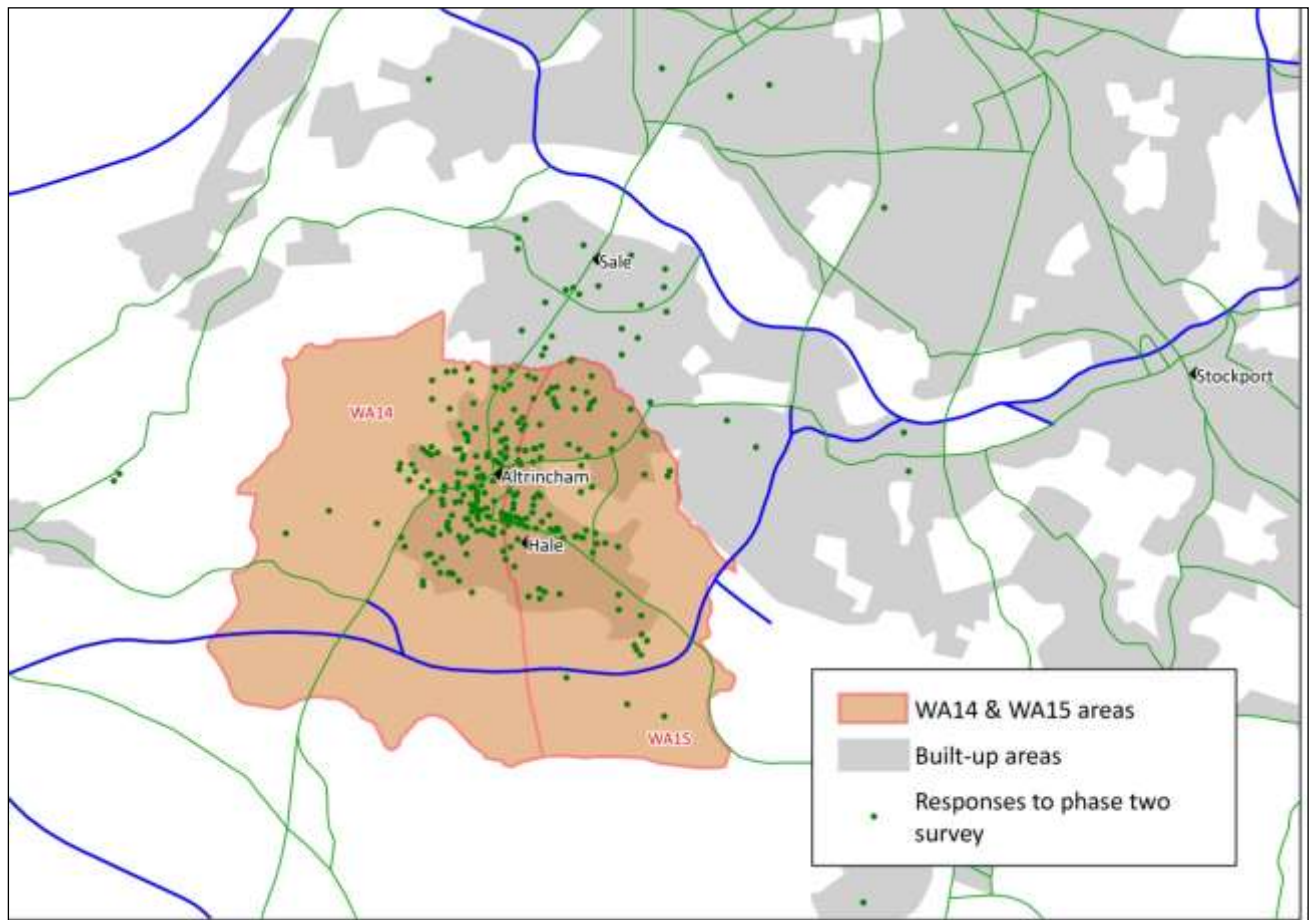 Sale
Stockport
WA14
Altrincham
Hale
WA15
WA14 & WA15 areas
Built-up areas
Responses to phase two
survey